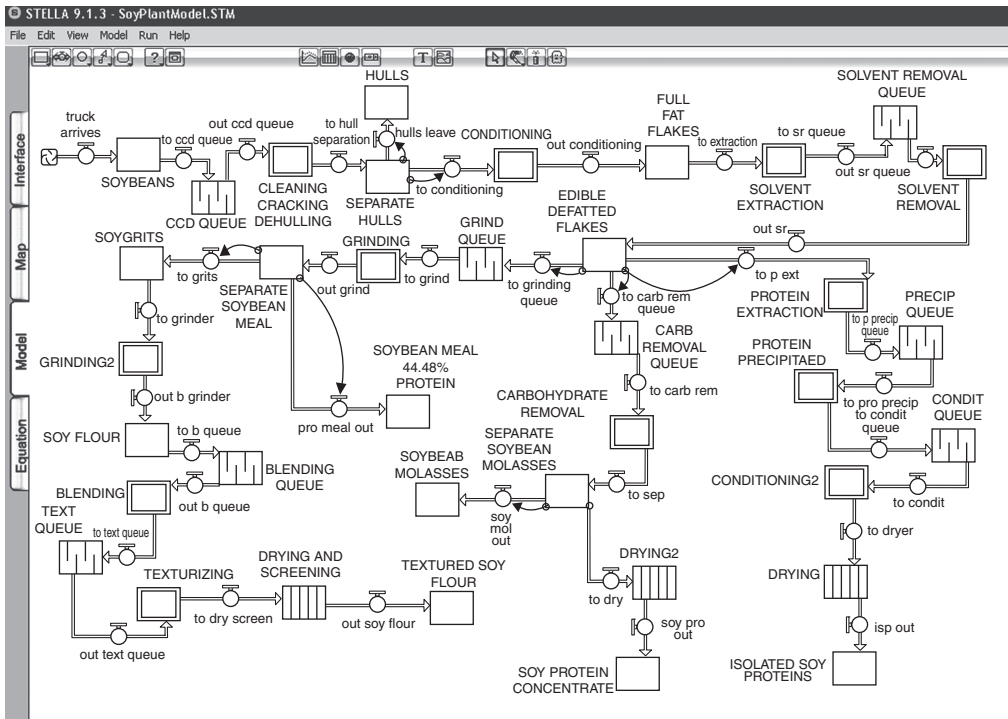 STELLA 9.1.3 - SoyPlantModel.STM
File Edit View Model Run Help
Interface
Map
Model
Equation
truck
arrives
SOYBEANS
to ccd queue
CCD QUEUE
out ccd queue
CLEANING
CRACKING
DEHULLING
to hull
separation
HULLS
hulls leave
SEPARATE
HULLS
to conditioning
CONDITIONING
out conditioning
FULL
FAT
FLAKES
to extraction
SOLVENT
EXTRACTION
to sr queue
SOLVENT REMOVAL
QUEUE
out sr queue
SOLVENT
REMOVAL
out sr
EDIBLE
DEFATTED
FLAKES
to grinding
queue
GRIND
QUEUE
to grind
GRINDING
out grind
SEPARATE
SOYBEAN
MEAL
to grits
SOYGRITS
to grinder
GRINDING2
out b grinder
SOY FLOUR
to b queue
BLENDING
QUEUE
out b queue
BLENDING
to text queue
TEXT
QUEUE
out text queue
TEXTURIZING
to dry screen
DRYING AND
SCREENING
out soy flour
TEXTURED SOY
FLOUR
pro meal out
SOYBEAN MEAL
44.48%
PROTEIN
to carb rem
queue
CARB
REMOVAL
QUEUE
to carb rem
CARBOHYDRATE
REMOVAL
to sep
SEPARATE
SOYBEAN
MOLASSES
soy
mol
out
SOYBEAB
MOLASSES
to dry
DRYING2
soy pro
out
SOY PROTEIN
CONCENTRATE
to p ext
PROTEIN
EXTRACTION
to p precip
queue
PRECIP
QUEUE
to pro precip
PROTEIN
PRECIPITAED
to condit
queue
CONDIT
QUEUE
to condit
CONDITIONING2
to dryer
DRYING
isp out
ISOLATED SOY
PROTEINS